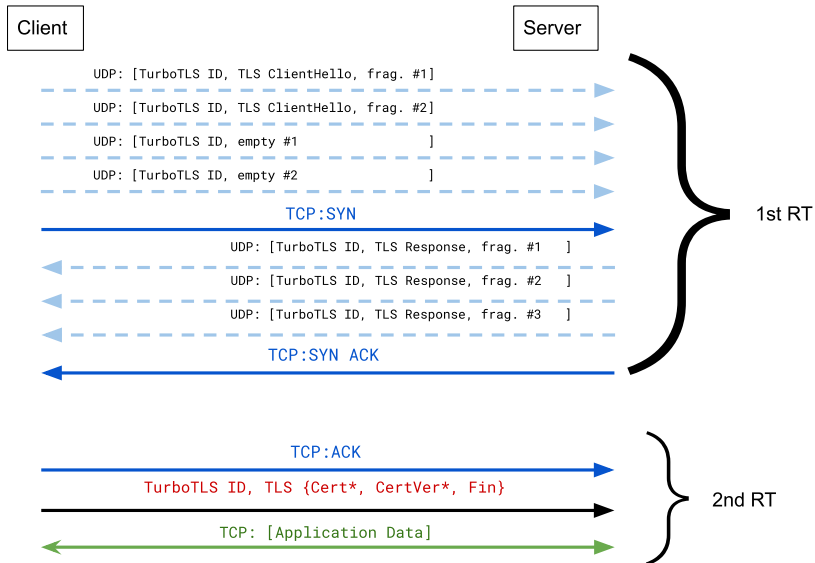 Client
Server
UDP: [TurboTLS ID, TLS ClientHello, frag. #1]
UDP: [TurboTLS ID, TLS ClientHello, frag. #2]
UDP: [TurboTLS ID, empty #1 ]
UDP: [TurboTLS ID, empty #2 ]
TCP:SYN
1st RT
UDP: [TurboTLS ID, TLS Response, frag. #1 ]
UDP: [TurboTLS ID, TLS Response, frag. #2 ]
UDP: [TurboTLS ID, TLS Response, frag. #3 ]
TCP:SYN ACK
TCP:ACK
TurboTLS ID, TLS {Cert*, CertVer*, Fin}
2nd RT
TCP: [Application Data]